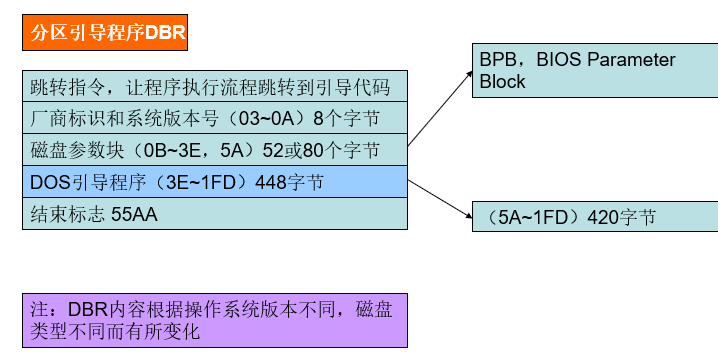 分区引导程序DBR
BPB，BIOS Parameter
Block
跳转指令，让程序执行流程跳转到引导代码
厂商标识和系统版本号（03~0A）8个字节
磁盘参数块（0B~3E，5A）52或80个字节
DOS引导程序（3E~1FD）448字节
结束标志 55AA
（5A~1FD）420字节
注：DBR内容根据操作系统版本不同，磁盘
类型不同而有所变化